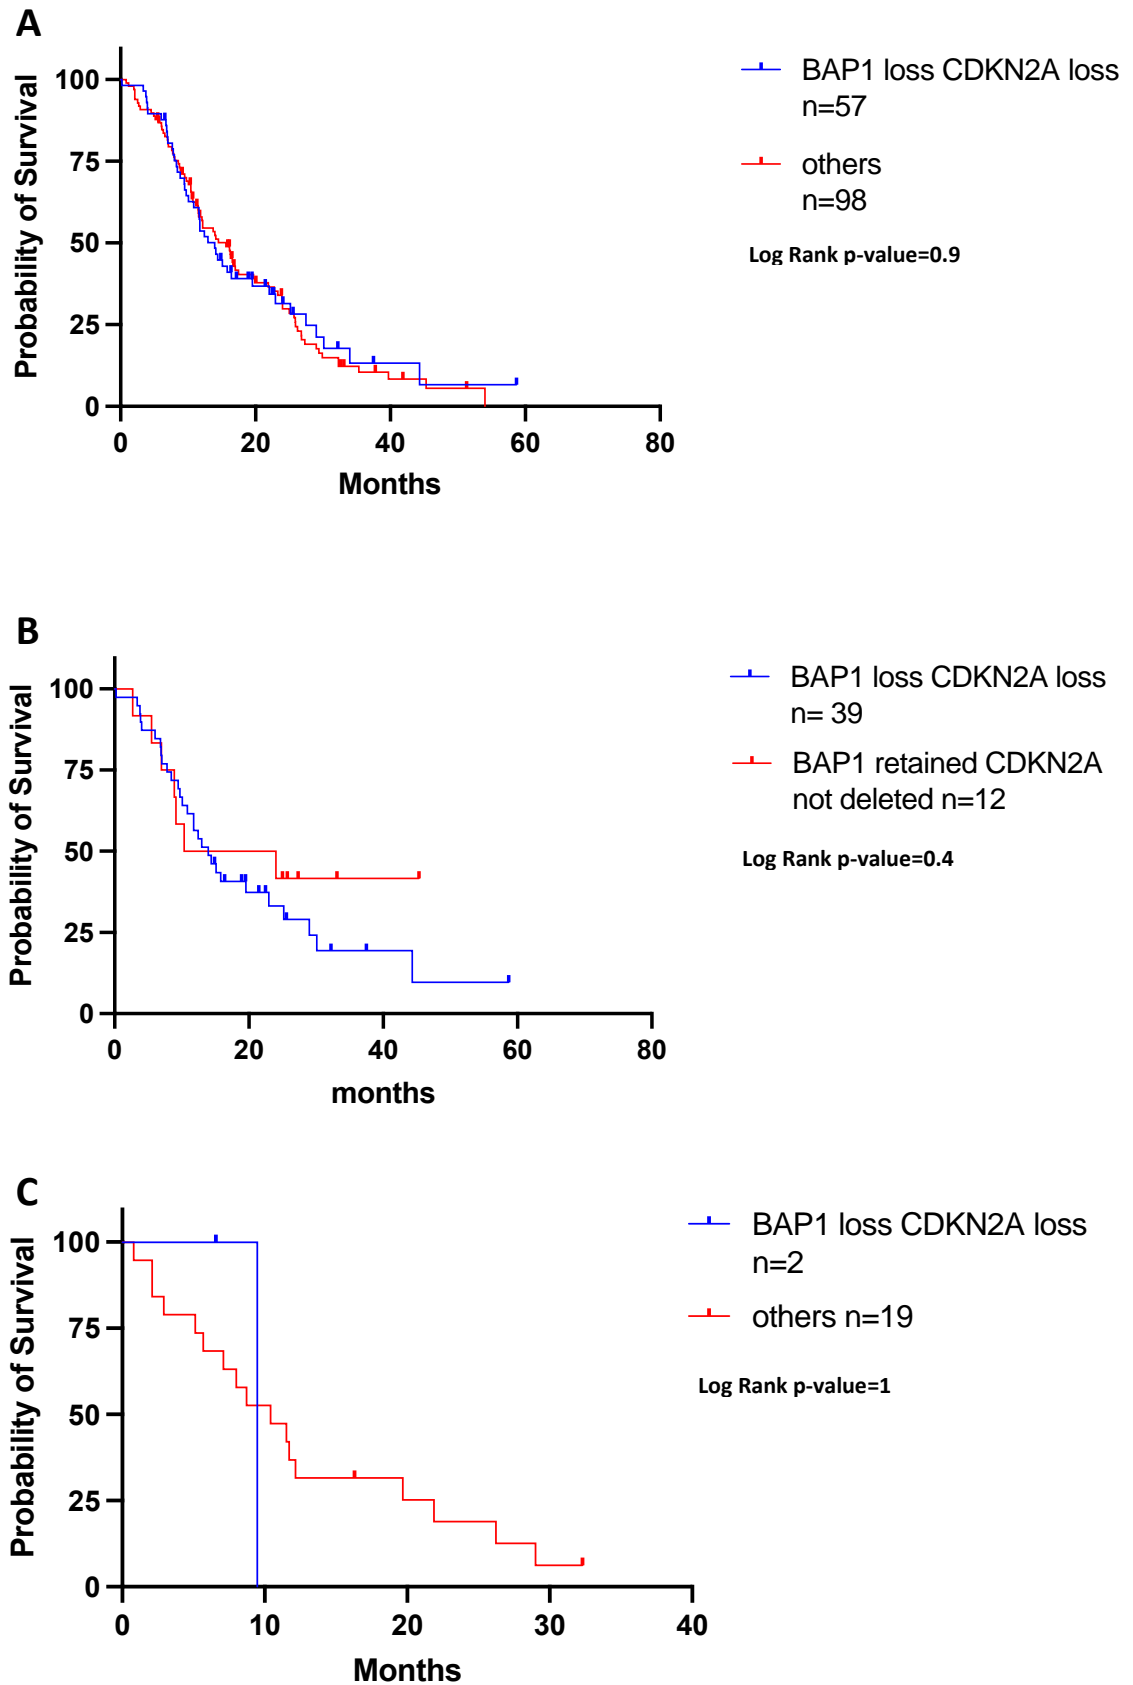 A
Probability of Survival
100
75
50
25
0
0 20 40 60 80
Months
BAP1 loss CDKN2A loss
n=57
others
n=98
Log Rank p-value=0.9
B
Probability of Survival
100
75
50
25
0
0 20 40 60 80
months
BAP1 loss CDKN2A loss
n= 39
BAP1 retained CDKN2A
not deleted n=12
Log Rank p-value=0.4
C
Probability of Survival
100
75
50
25
0
0 10 20 30 40
Months
BAP1 loss CDKN2A loss
n=2
others n=19
Log Rank p-value=1